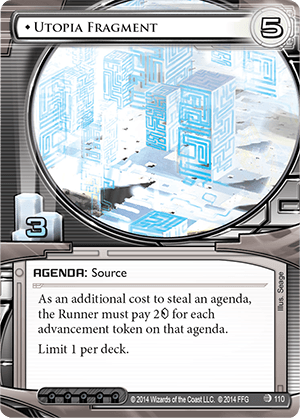 ◆ Utopia Fragment
5
3
AGENDA: Source
As an additional cost to steal an agenda,
the Runner must pay 2 for each
advancement token on that agenda.
Limit 1 per deck.
Illus. Seage
© 2014 Wizards of the Coast LLC. © 2014 FFG
110